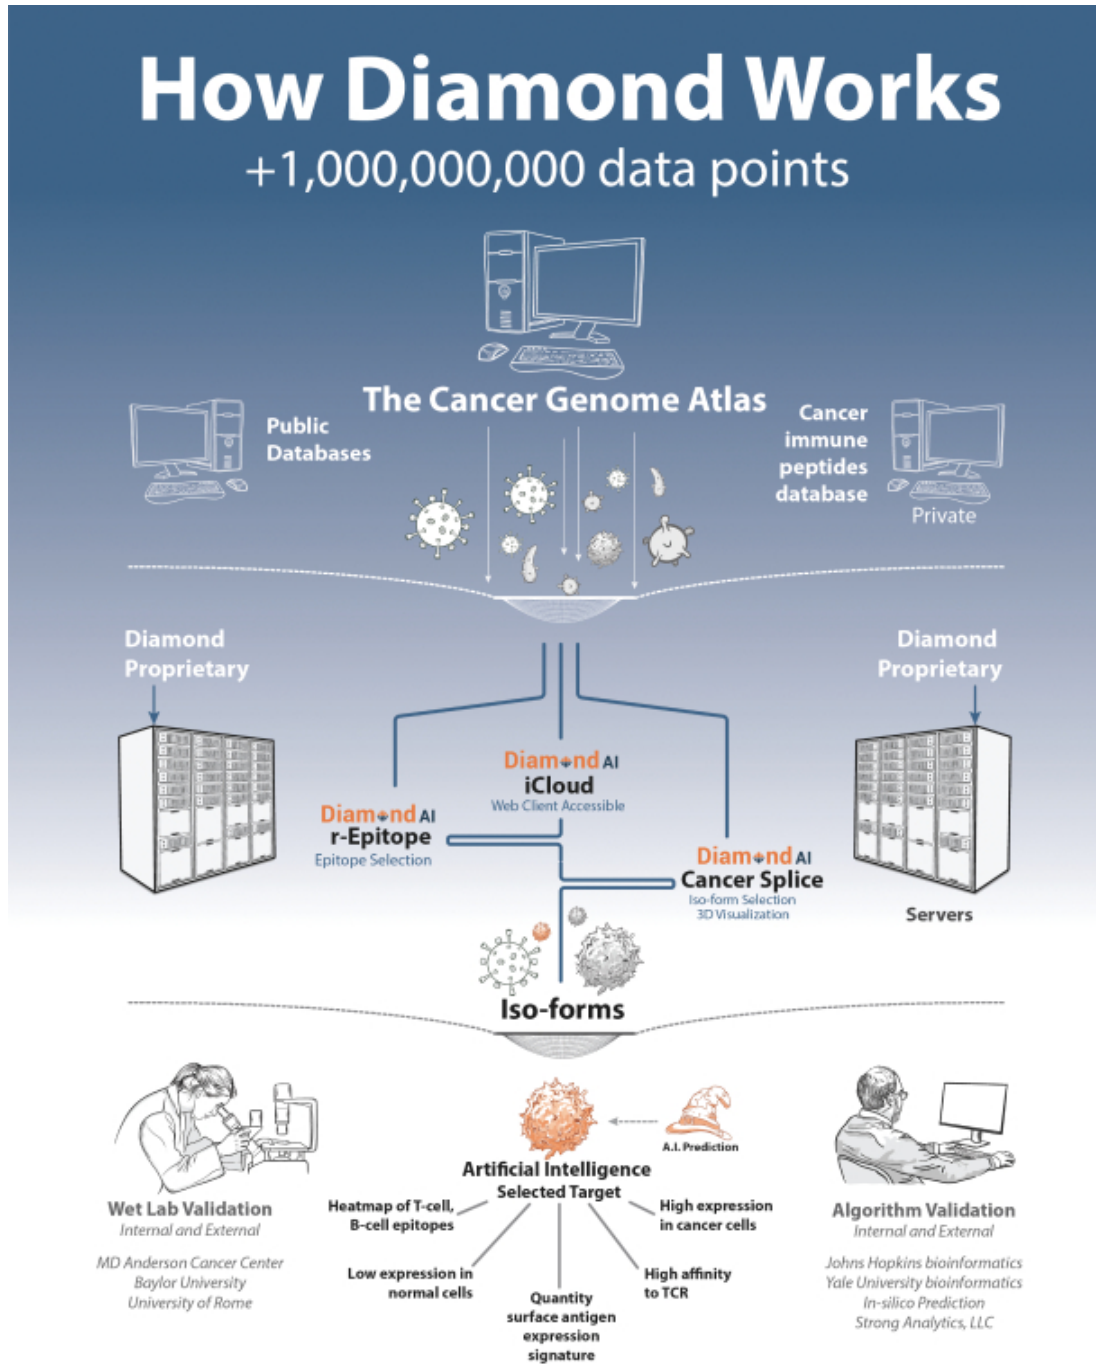 How Diamond Works
+1,000,000,000 data points
The Cancer Genome Atlas
Public
Databases
Cancer
immune
peptides
database
Private
Diamond
Proprietary
Diamond
Proprietary
Diamond AI
iCloud
Web Client Accessible
Diamond AI
r-Epitope
Epitope Selection
Diamond AI
Cancer Splice
Iso-form Selection
3D Visualization
Servers
Iso-forms
A.I. Prediction
Artificial Intelligence
Selected Target
Heatmap of T-cell,
B-cell epitopes
Low expression in
normal cells
Quantity
surface antigen
expression
signature
High affinity
to TCR
High expression
in cancer cells
Wet Lab Validation
Internal and External
MD Anderson Cancer Center
Baylor University
University of Rome
Algorithm Validation
Internal and External
Johns Hopkins bioinformatics
Yale University bioinformatics
In-silico Prediction
Strong Analytics, LLC